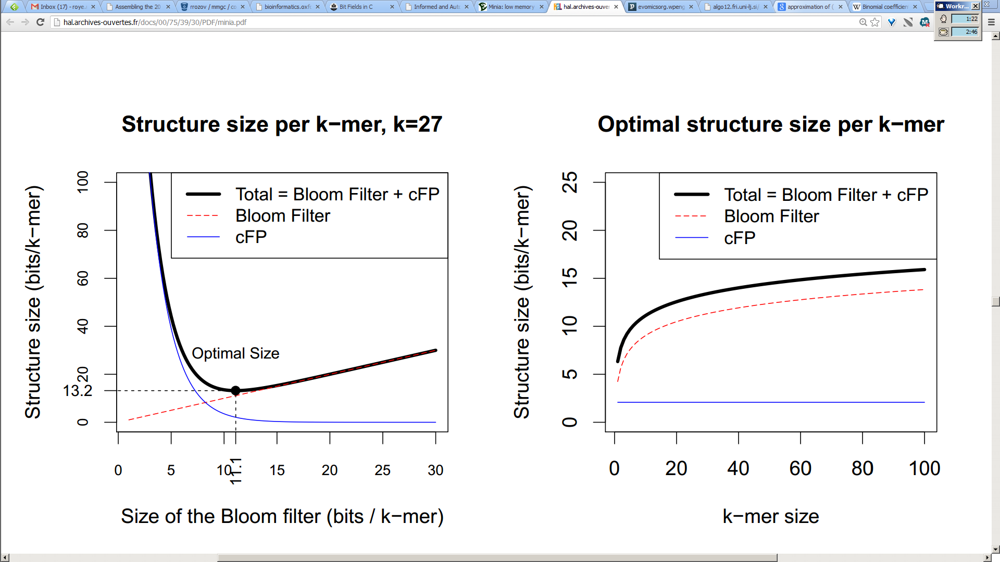 Inbox (17) - roye.
Assembling the 20
rrozov / mmgc / co
bioinformatics.oxfo
Bit Fields in C
Informed and Auto
Minia: low memory
hal.archives-ouver
evomicsorg.wpeng
algo12.fri.uni-lj.si/
approximation of (
Binomial coefficien
Workr...
hal.archives-ouvertes.fr/docs/00/75/39/30/PDF/minia.pdf
1:22
2:46
Structure size per k−mer, k=27
Structure size (bits/k−mer)
100
80
60
40
20
13.2
0
Total = Bloom Filter + cFP
Bloom Filter
cFP
Optimal Size
0 5 10 11.1 15 20 25 30
Size of the Bloom filter (bits / k−mer)
Optimal structure size per k−mer
Structure size (bits/k−mer)
25
20
15
10
5
0
Total = Bloom Filter + cFP
Bloom Filter
cFP
0 20 40 60 80 100
k−mer size